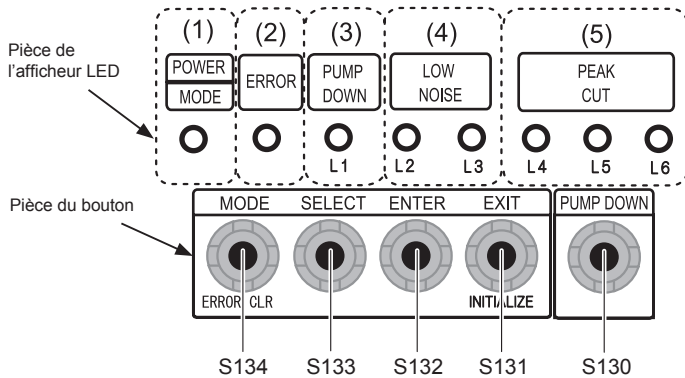 (1) (2) (3) (4) (5)
Pièce de
l'afficheur LED
POWER
MODE
ERROR
PUMP
DOWN
LOW
NOISE
PEAK
CUT
L1 L2 L3 L4 L5 L6
Pièce du bouton
MODE SELECT ENTER EXIT PUMP DOWN
ERROR CLR INITIALIZE
S134 S133 S132 S131 S130